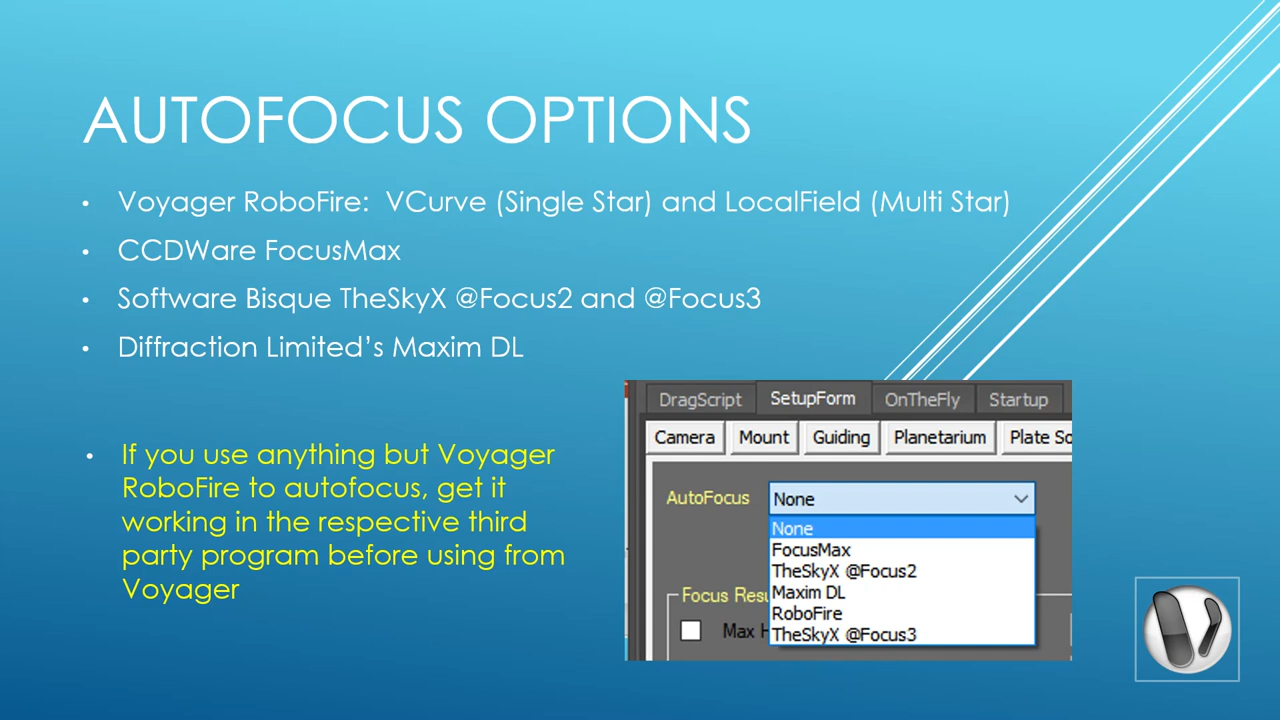 AUTOFOCUS OPTIONS
• Voyager RoboFire: VCurve (Single Star) and LocalField (Multi Star)
• CCDWare FocusMax
• Software Bisque TheSkyX @Focus2 and @Focus3
• Diffraction Limited’s Maxim DL
• If you use anything but Voyager
RoboFire to autofocus, get it
working in the respective third
party program before using from
Voyager
DragScript SetupForm OnTheFly Startup
Camera Mount Guiding Planetarium Plate So
AutoFocus None
None
FocusMax
TheSkyX @Focus2
Maxim DL
Focus Resu RoboFire
Max H TheSkyX @Focus3